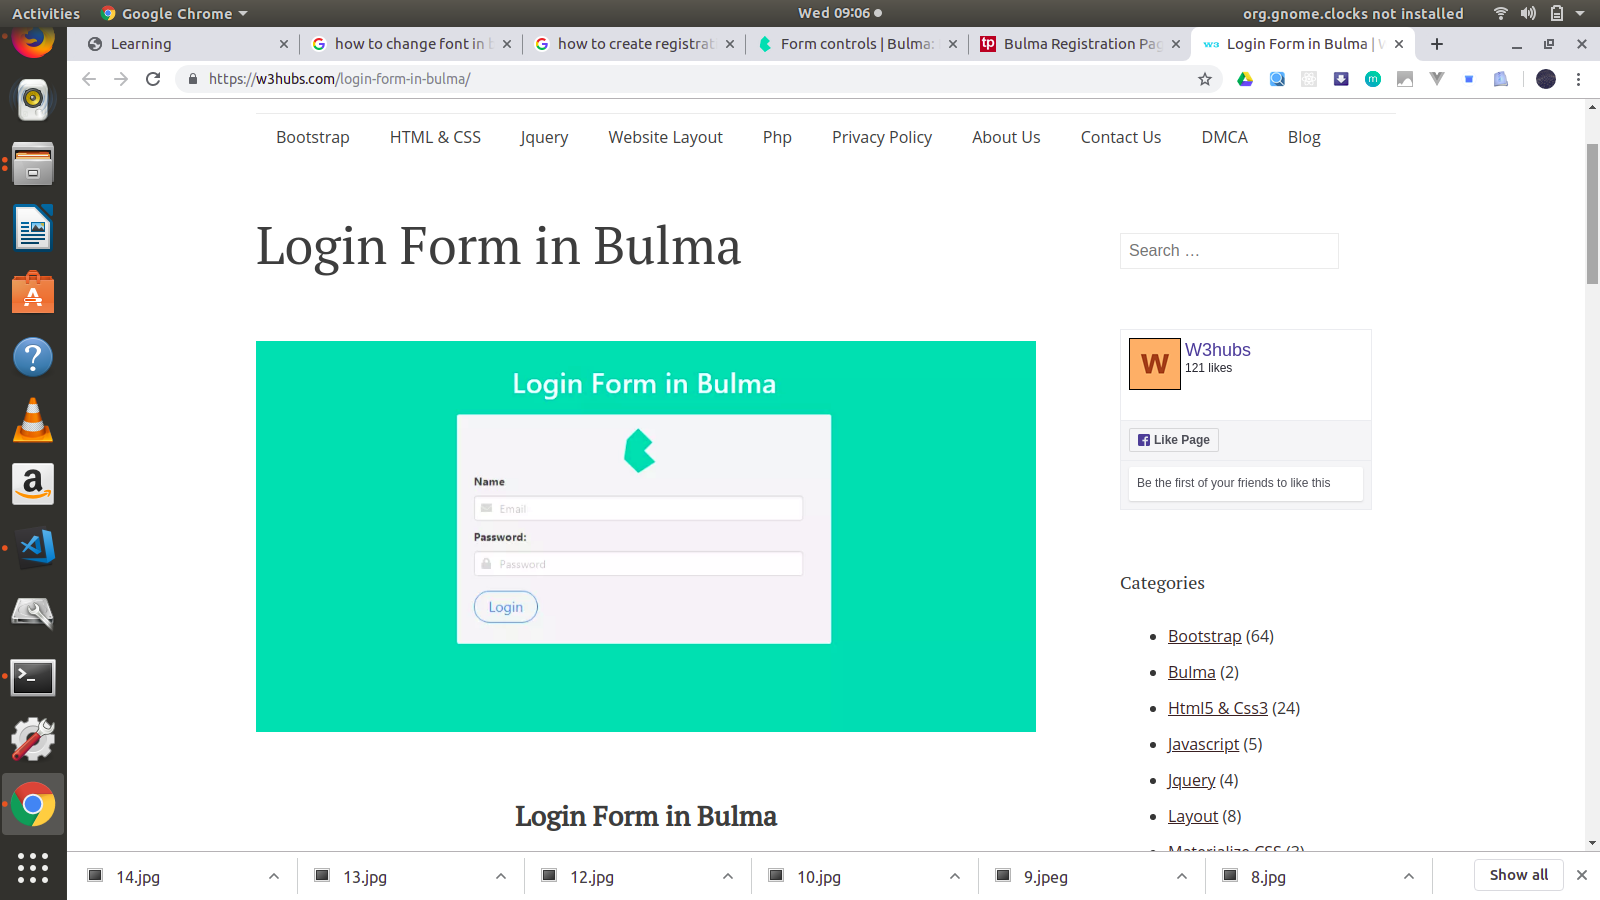 Activities
Google Chrome
Wed 09:06
org.gnome.clocks not installed
Learning
how to change font in b
how to create registrat
Form controls | Bulma:
Bulma Registration Pag
w3
Login Form in Bulma | W
https://w3hubs.com/login-form-in-bulma/
Bootstrap
HTML & CSS
Jquery
Website Layout
Php
Privacy Policy
About Us
Contact Us
DMCA
Blog
Login Form in Bulma
Search …
Login Form in Bulma
Name
Email
Password:
Password
Login
W
W3hubs
121 likes
Like Page
Be the first of your friends to like this
Categories
Bootstrap (64)
Bulma (2)
Html5 & Css3 (24)
Javascript (5)
Jquery (4)
Layout (8)
Materialize CSS (3)
Login Form in Bulma
14.jpg
13.jpg
12.jpg
10.jpg
9.jpeg
8.jpg
Show all